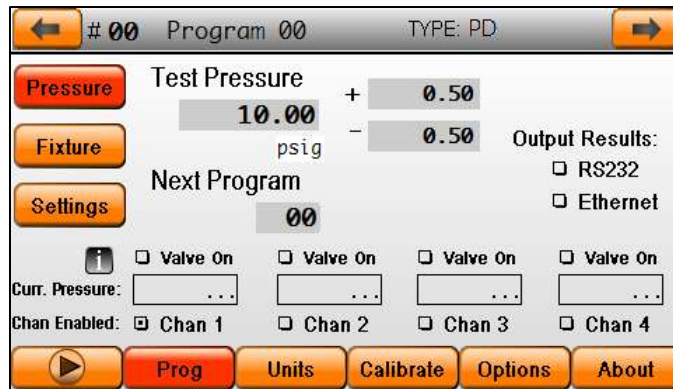 # 00 Program 00 TYPE: PD
Pressure Test Pressure + 0.50
10.00 - 0.50
Fixture psig Output Results:
RS232
Next Program
Settings 00 Ethernet
i Valve On Valve On Valve On Valve On
Curr. Pressure: ... ... ... ...
Chan Enabled: Chan 1 Chan 2 Chan 3 Chan 4
Prog Units Calibrate Options About